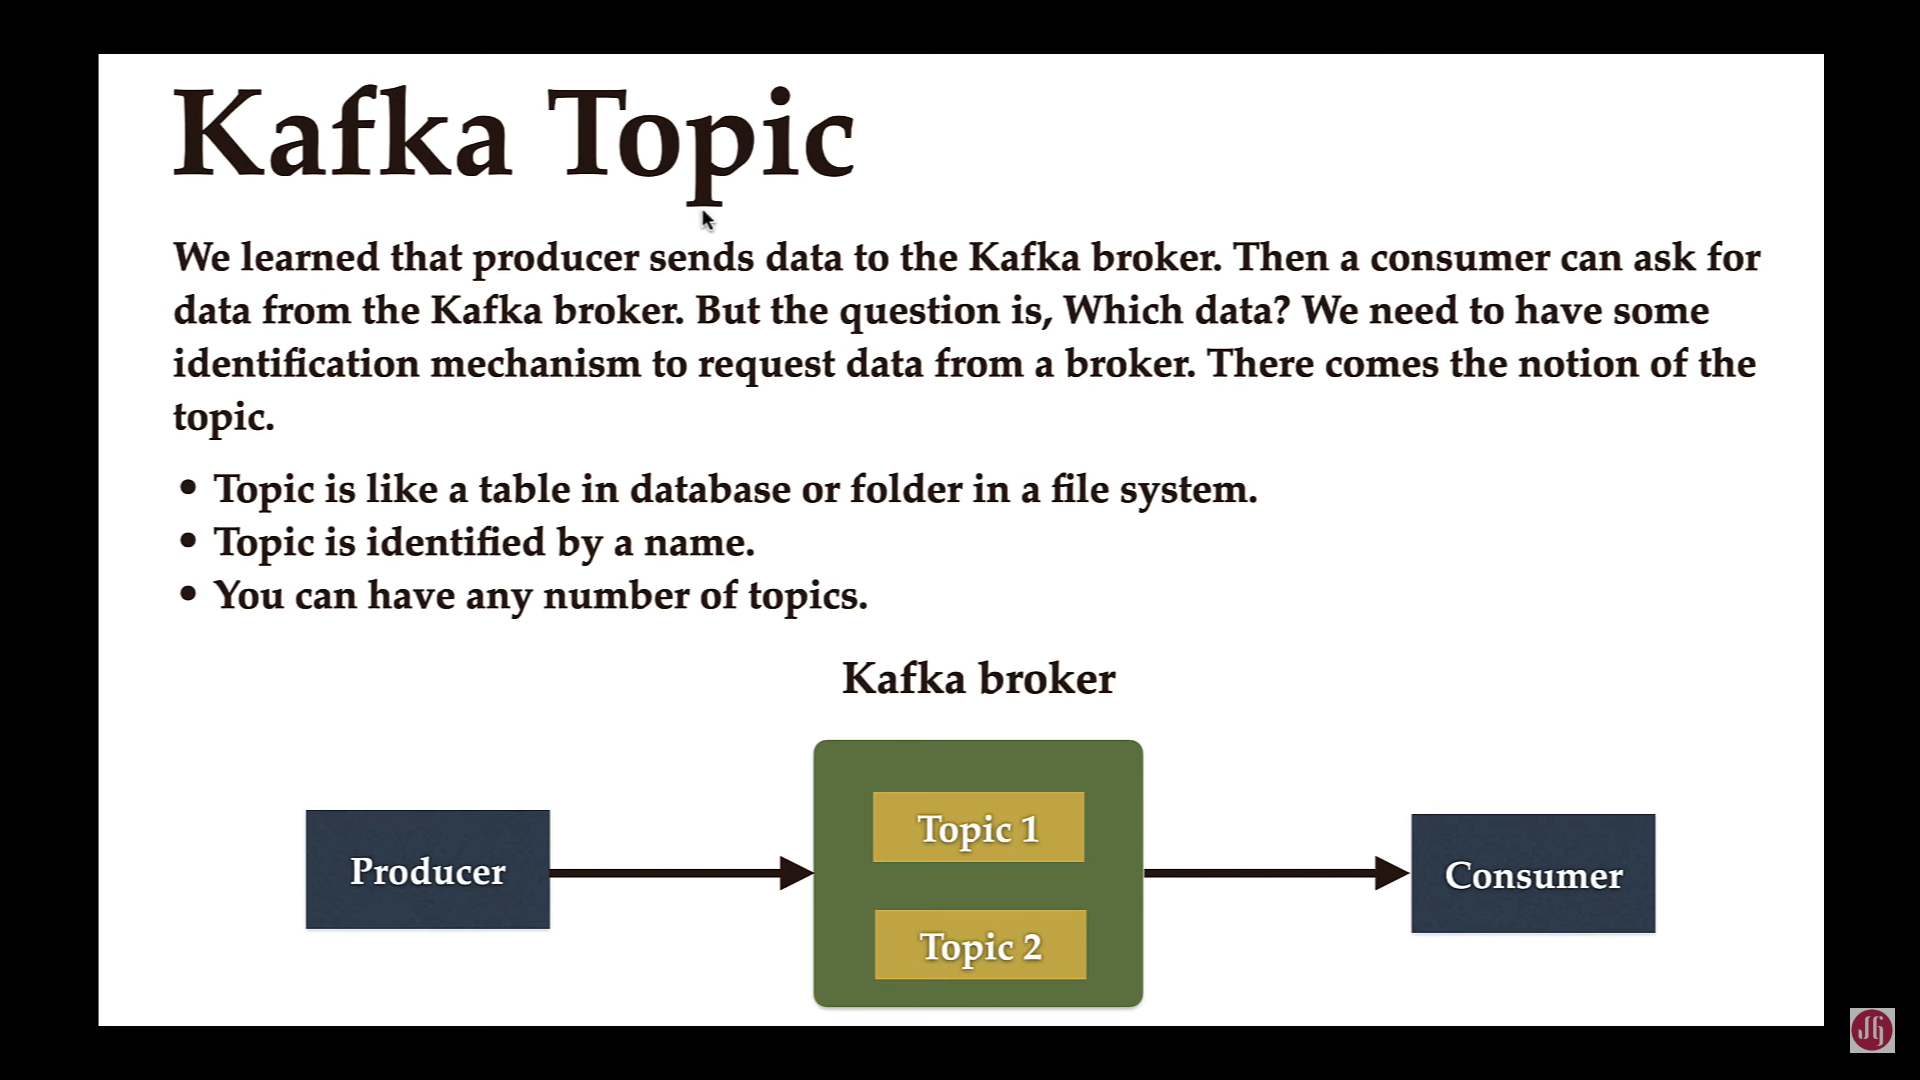 Kafka Topic
We learned that producer sends data to the Kafka broker. Then a consumer can ask for
data from the Kafka broker. But the question is, Which data? We need to have some
identification mechanism to request data from a broker. There comes the notion of the
topic.
• Topic is like a table in database or folder in a file system.
• Topic is identified by a name.
• You can have any number of topics.
Kafka broker
Producer
Topic 1
Topic 2
Consumer